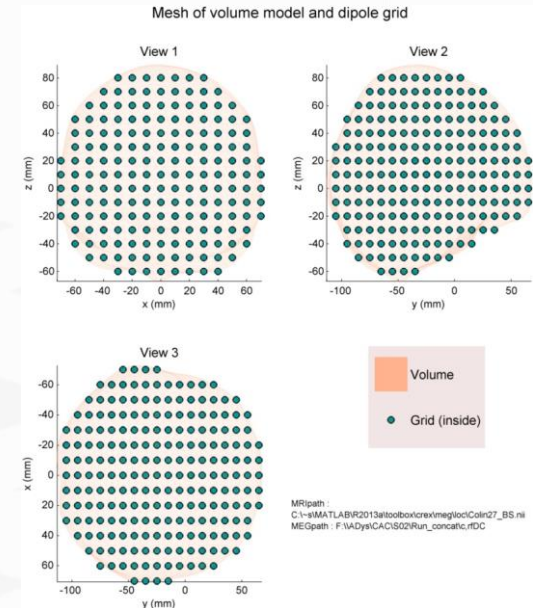 Mesh of volume model and dipole grid
View 1
80
60
40
20
0
-20
-40
-60
z (mm)
-60 -40 -20 0 20 40 60
x (mm)
View 2
80
60
40
20
0
-20
-40
-60
z (mm)
-100 -50 0 50
y (mm)
View 3
-60
-40
-20
0
20
40
60
x (mm)
-100 -50 0 50
y (mm)
Volume
Grid (inside)
MRIpath :
C:\~s\MATLAB\R2013a\toolbox\crex\meg\loc\Colin27_BS.nii
MEGpath : F:\\ADys\CAC\S02\Run_concat\c,rfDC